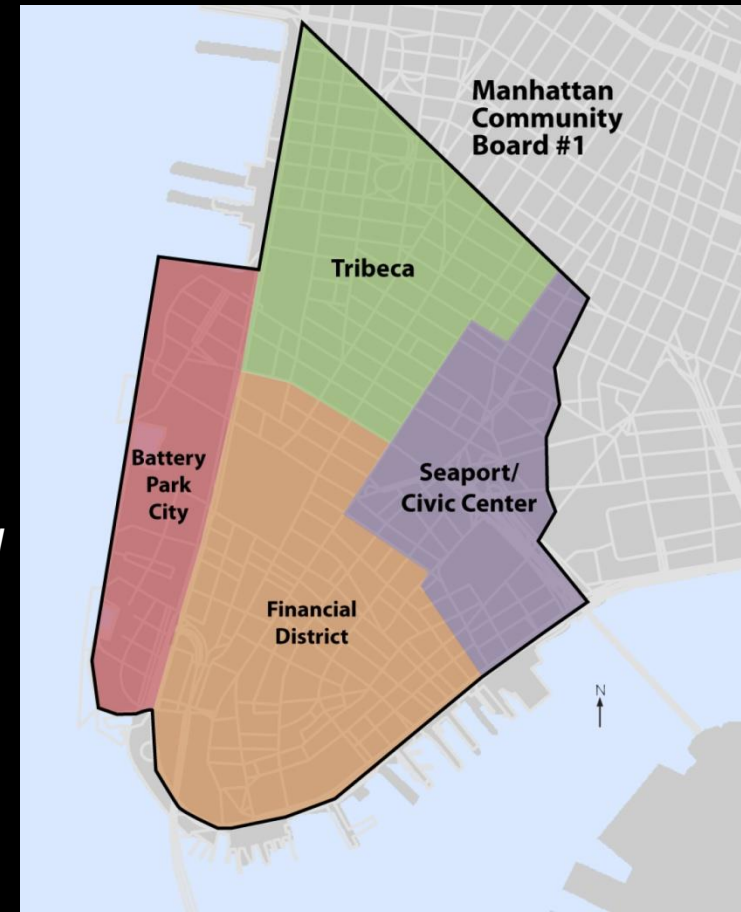 Manhattan
Community
Board #1
Tribeca
Battery
Park
City
Seaport/
Civic Center
Financial
District
N